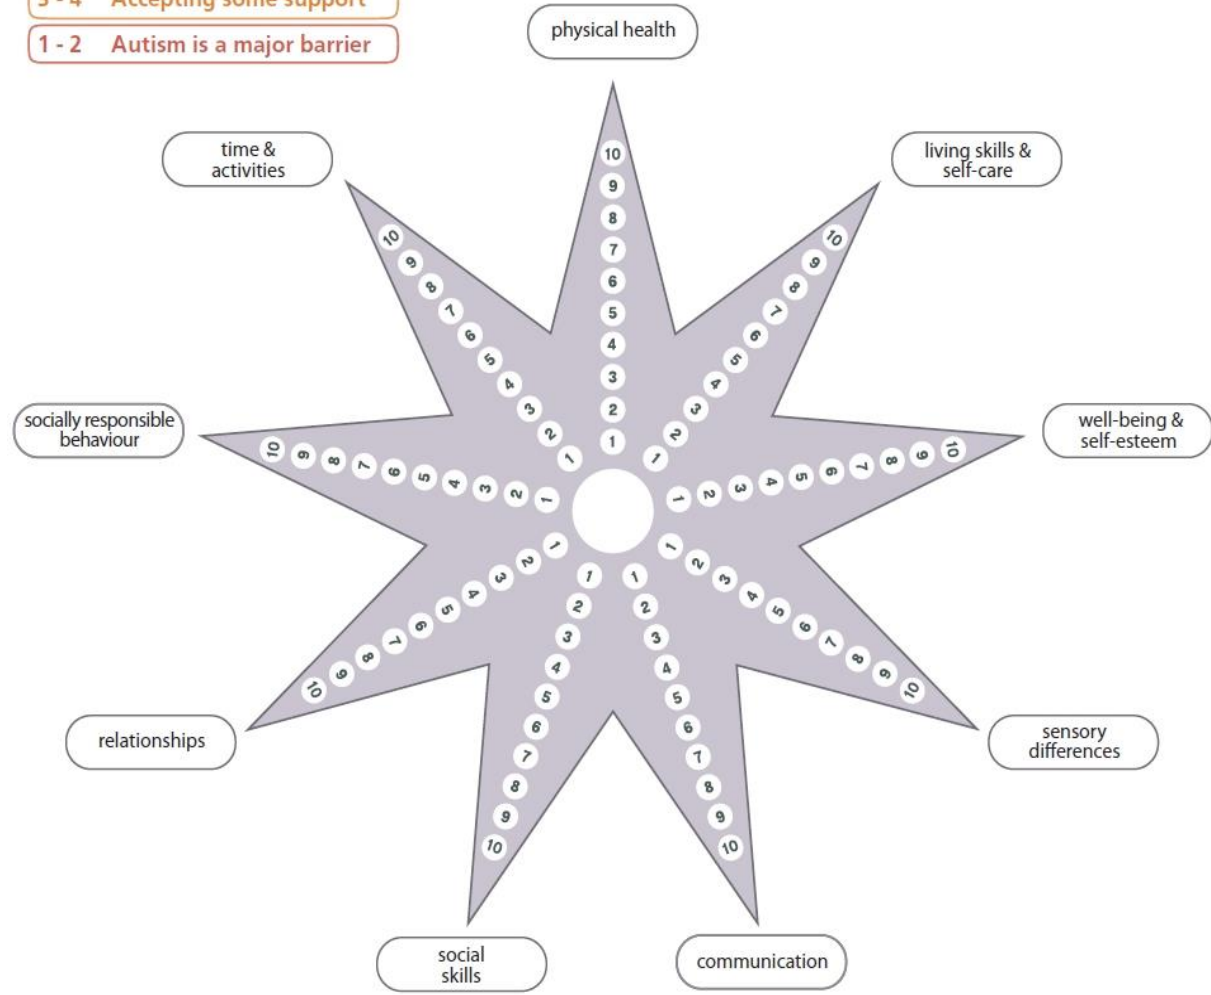 3 - 4 Accepting some support
1 - 2 Autism is a major barrier
physical health
10 9 8 7 6 5 4 3 2 1
living skills &
self-care
10 9 8 7 6 5 4 3 2 1
well-being &
self-esteem
1 2 3 4 5 6 7 8 9 10
sensory
differences
1 2 3 4 5 6 7 8 9 10
communication
1 2 3 4 5 6 7 8 9 10
social
skills
1 2 3 4 5 6 7 8 9 10
relationships
10 9 8 7 6 5 4 3 2 1
socially responsible
behaviour
10 9 8 7 6 5 4 3 2 1
time &
activities
10 9 8 7 6 5 4 3 2 1